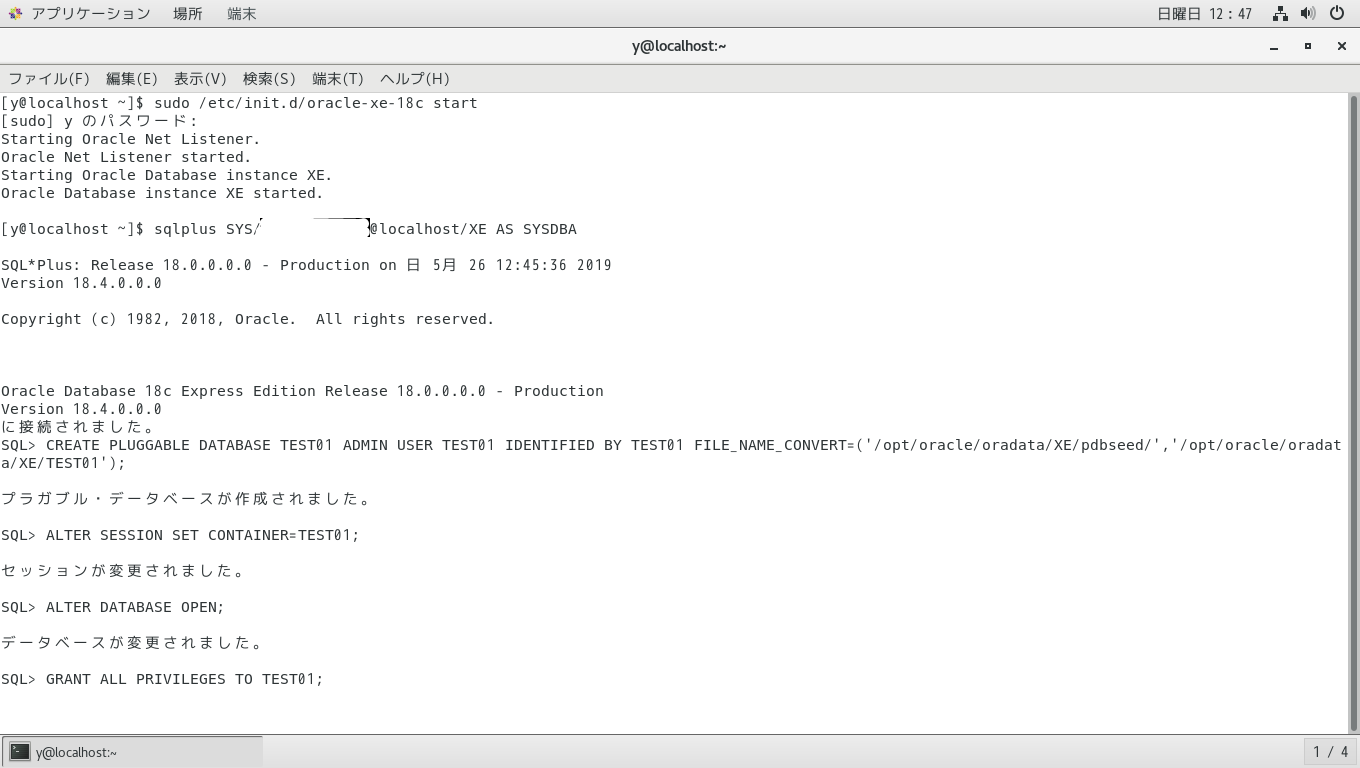 アプリケーション 場所 端末 日曜日 12：47
y@localhost:~
ファイル(F) 編集(E) 表示(V) 検索(S) 端末(T) ヘルプ(H)
[y@localhost ~]$ sudo /etc/init.d/oracle-xe-18c start
[sudo] y のパスワード:
Starting Oracle Net Listener.
Oracle Net Listener started.
Starting Oracle Database instance XE.
Oracle Database instance XE started.
[y@localhost ~]$ sqlplus SYS/ @localhost/XE AS SYSDBA
SQL*Plus: Release 18.0.0.0.0 - Production on 日 5月 26 12:45:36 2019
Version 18.4.0.0.0
Copyright (c) 1982, 2018, Oracle.  All rights reserved.
Oracle Database 18c Express Edition Release 18.0.0.0.0 - Production
Version 18.4.0.0.0
に接続されました。
SQL> CREATE PLUGGABLE DATABASE TEST01 ADMIN USER TEST01 IDENTIFIED BY TEST01 FILE_NAME_CONVERT=('/opt/oracle/oradata/XE/pdbseed/','/opt/oracle/oradat
a/XE/TEST01');
プラガブル・データベースが作成されました。
SQL> ALTER SESSION SET CONTAINER=TEST01;
セッションが変更されました。
SQL> ALTER DATABASE OPEN;
データベースが変更されました。
SQL> GRANT ALL PRIVILEGES TO TEST01;
y@localhost:~ 1 / 4